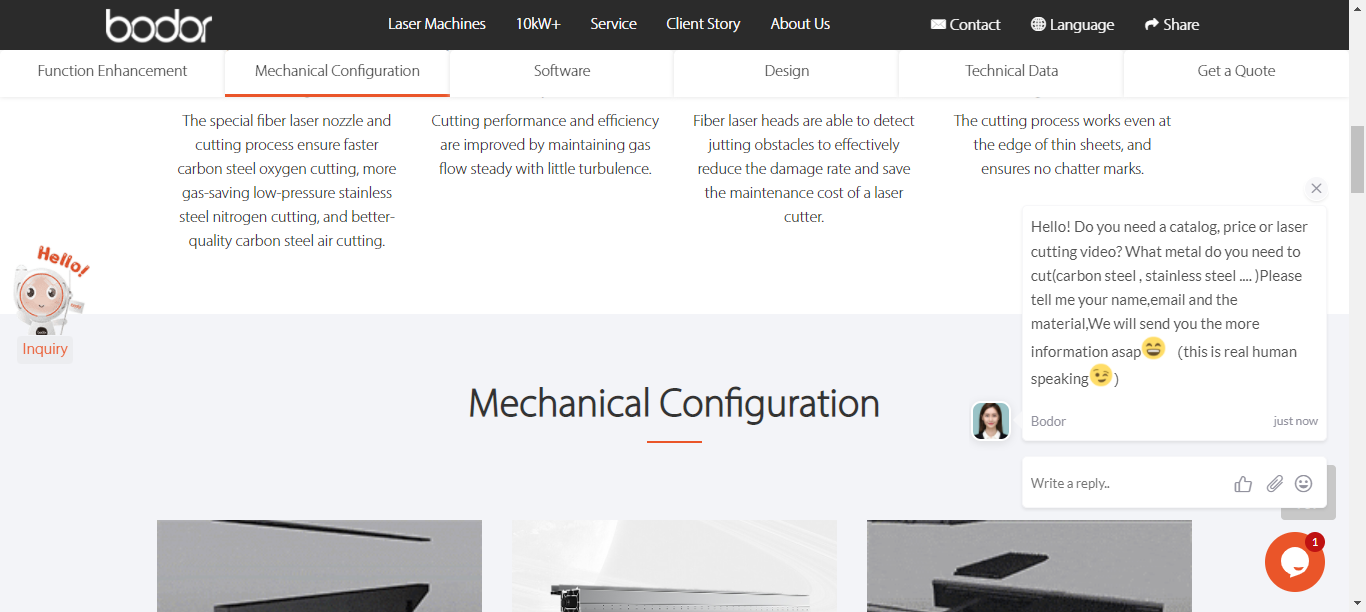 bodor
Laser Machines
10kW+
Service
Client Story
About Us
Contact
Language
Share
Function Enhancement
Mechanical Configuration
Software
Design
Technical Data
Get a Quote
The special fiber laser nozzle and
cutting process ensure faster
carbon steel oxygen cutting, more
gas-saving low-pressure stainless
steel nitrogen cutting, and better-
quality carbon steel air cutting.
Cutting performance and efficiency
are improved by maintaining gas
flow steady with little turbulence.
Fiber laser heads are able to detect
jutting obstacles to effectively
reduce the damage rate and save
the maintenance cost of a laser
cutter.
The cutting process works even at
the edge of thin sheets, and
ensures no chatter marks.
Hello!
Inquiry
Hello! Do you need a catalog, price or laser
cutting video? What metal do you need to
cut(carbon steel , stainless steel .... )Please
tell me your name,email and the
material,We will send you the more
information asap😄 (this is real human
speaking😉)
Bodor
just now
Write a reply..
1
Mechanical Configuration